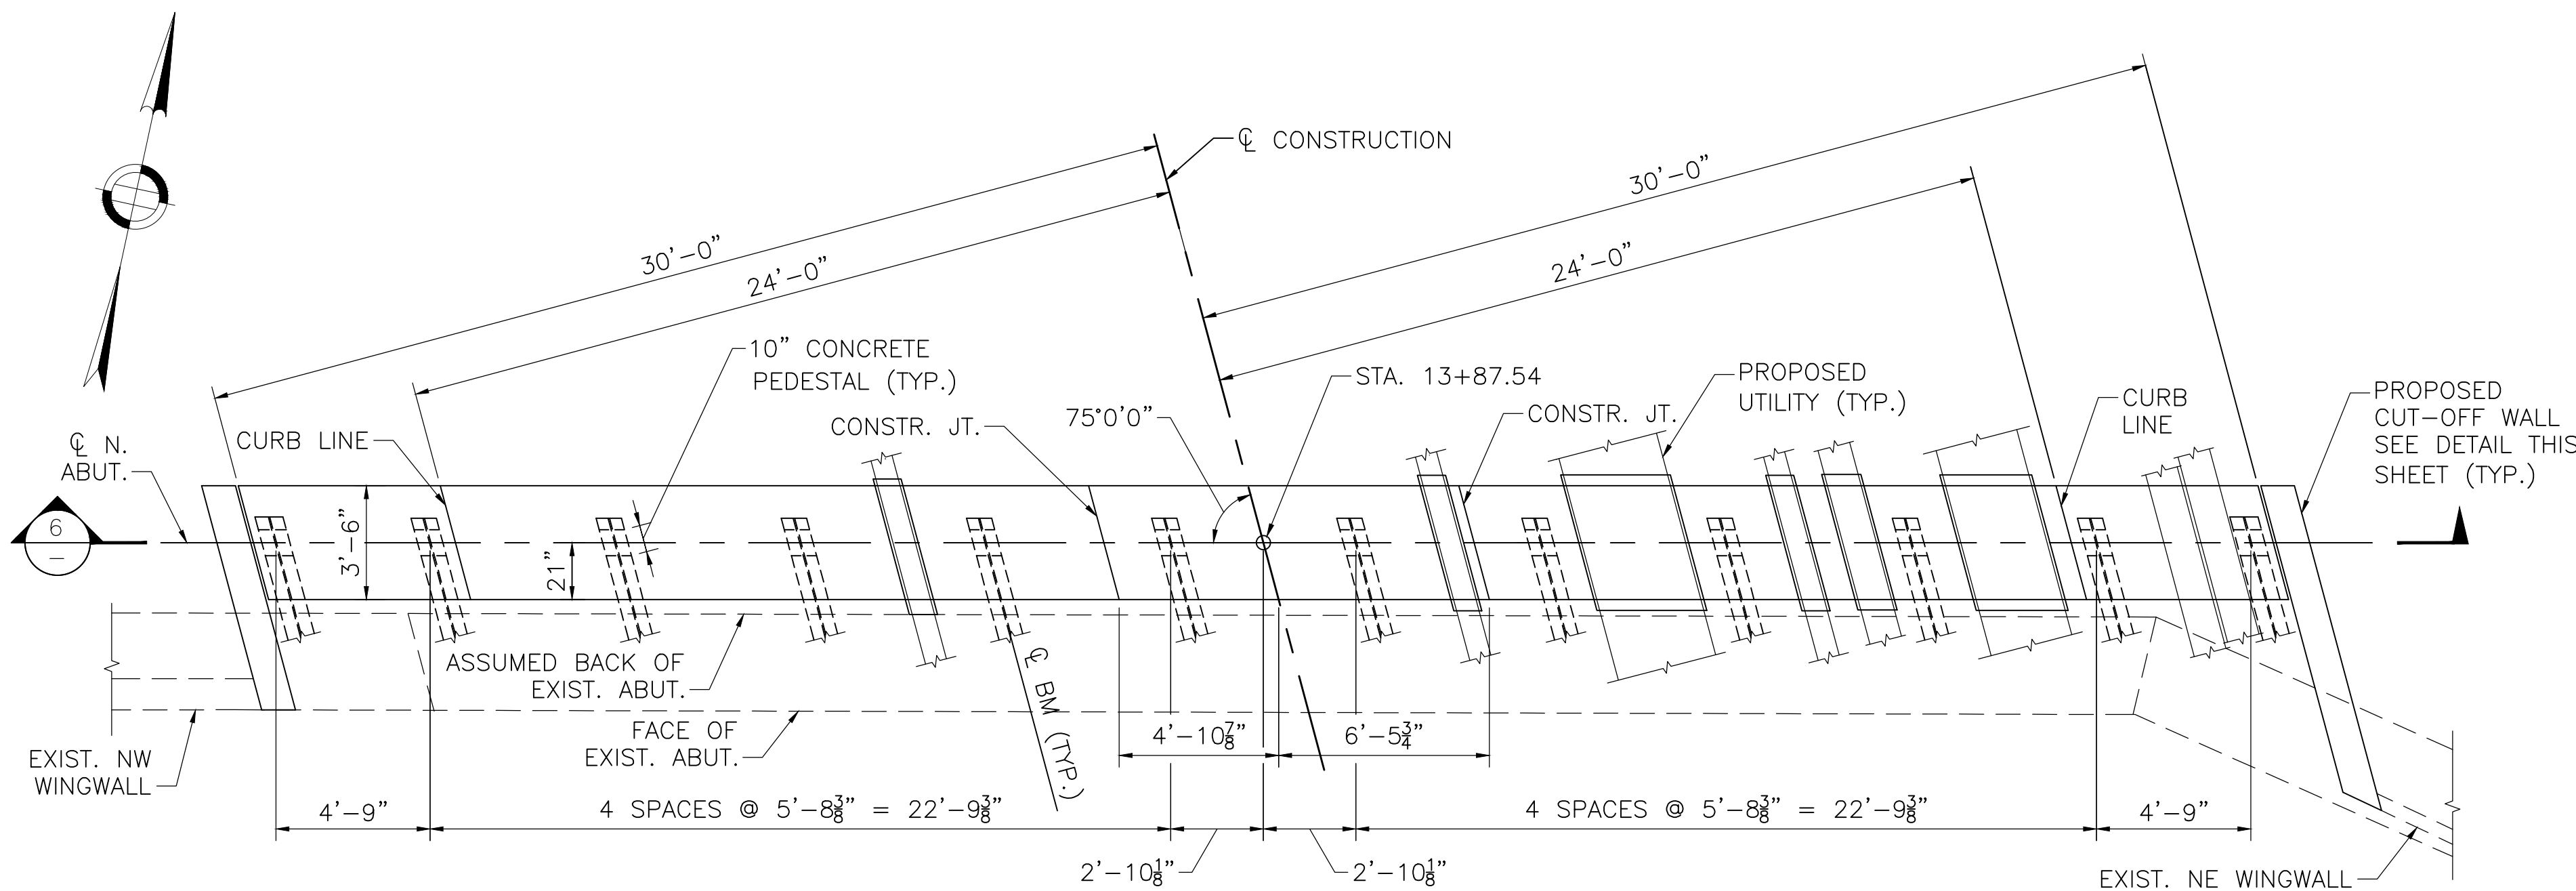 ℄ CONSTRUCTION
30'-0"
24'-0"
30'-0"
24'-0"
10" CONCRETE
PEDESTAL (TYP.)
STA. 13+87.54
PROPOSED
UTILITY (TYP.)
CURB
LINE
PROPOSED
CUT-OFF WALL
SEE DETAIL THIS
SHEET (TYP.)
℄ N.
ABUT.
CURB LINE
CONSTR. JT.
75°0'0"
CONSTR. JT.
6
-
3'-6"
21"
ASSUMED BACK OF
EXIST. ABUT.
FACE OF
EXIST. ABUT.
℄ BM (TYP.)
EXIST. NW
WINGWALL
4'-10⅞"
6'-5¾"
4'-9"
4 SPACES @ 5'-8⅜" = 22'-9⅜"
4 SPACES @ 5'-8⅜" = 22'-9⅜"
4'-9"
2'-10⅛"
2'-10⅛"
EXIST. NE WINGWALL